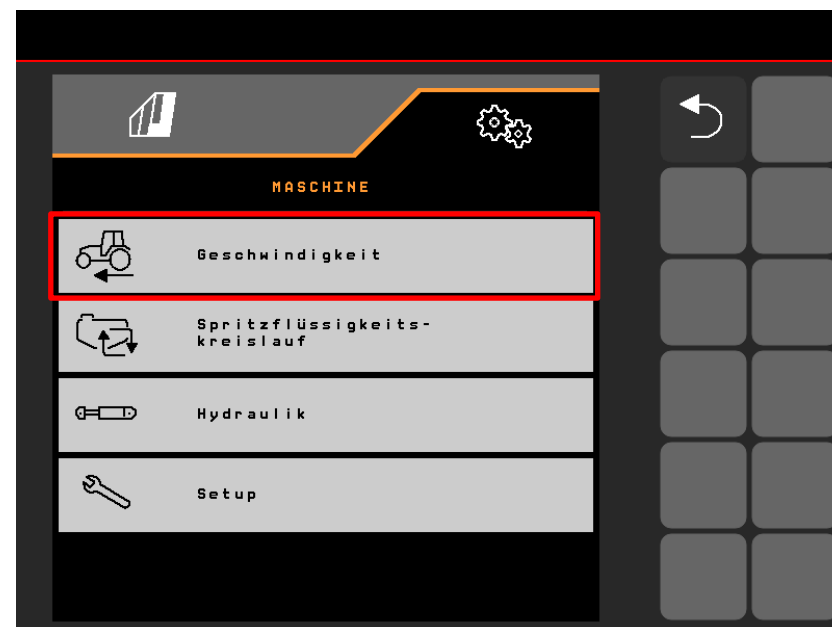 MASCHINE
Geschwindigkeit
Spritzflüssigkeits-
kreislauf
Hydraulik
Setup